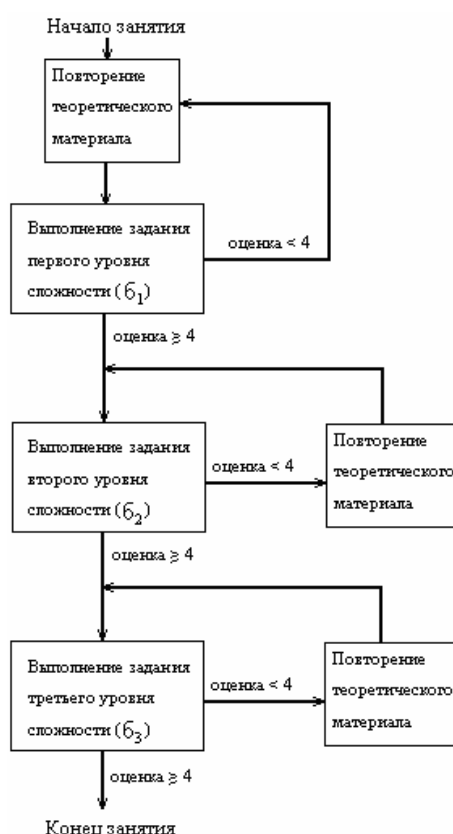 Начало занятия
Повторение
теоретического
материала
Выполнение задания
первого уровня
сложности (б₁)
оценка < 4
оценка ⩾ 4
Выполнение задания
второго уровня
сложности (б₂)
оценка < 4
Повторение
теоретического
материала
оценка ⩾ 4
Выполнение задания
третьего уровня
сложности (б₃)
оценка < 4
Повторение
теоретического
материала
оценка ⩾ 4
Конец занятия